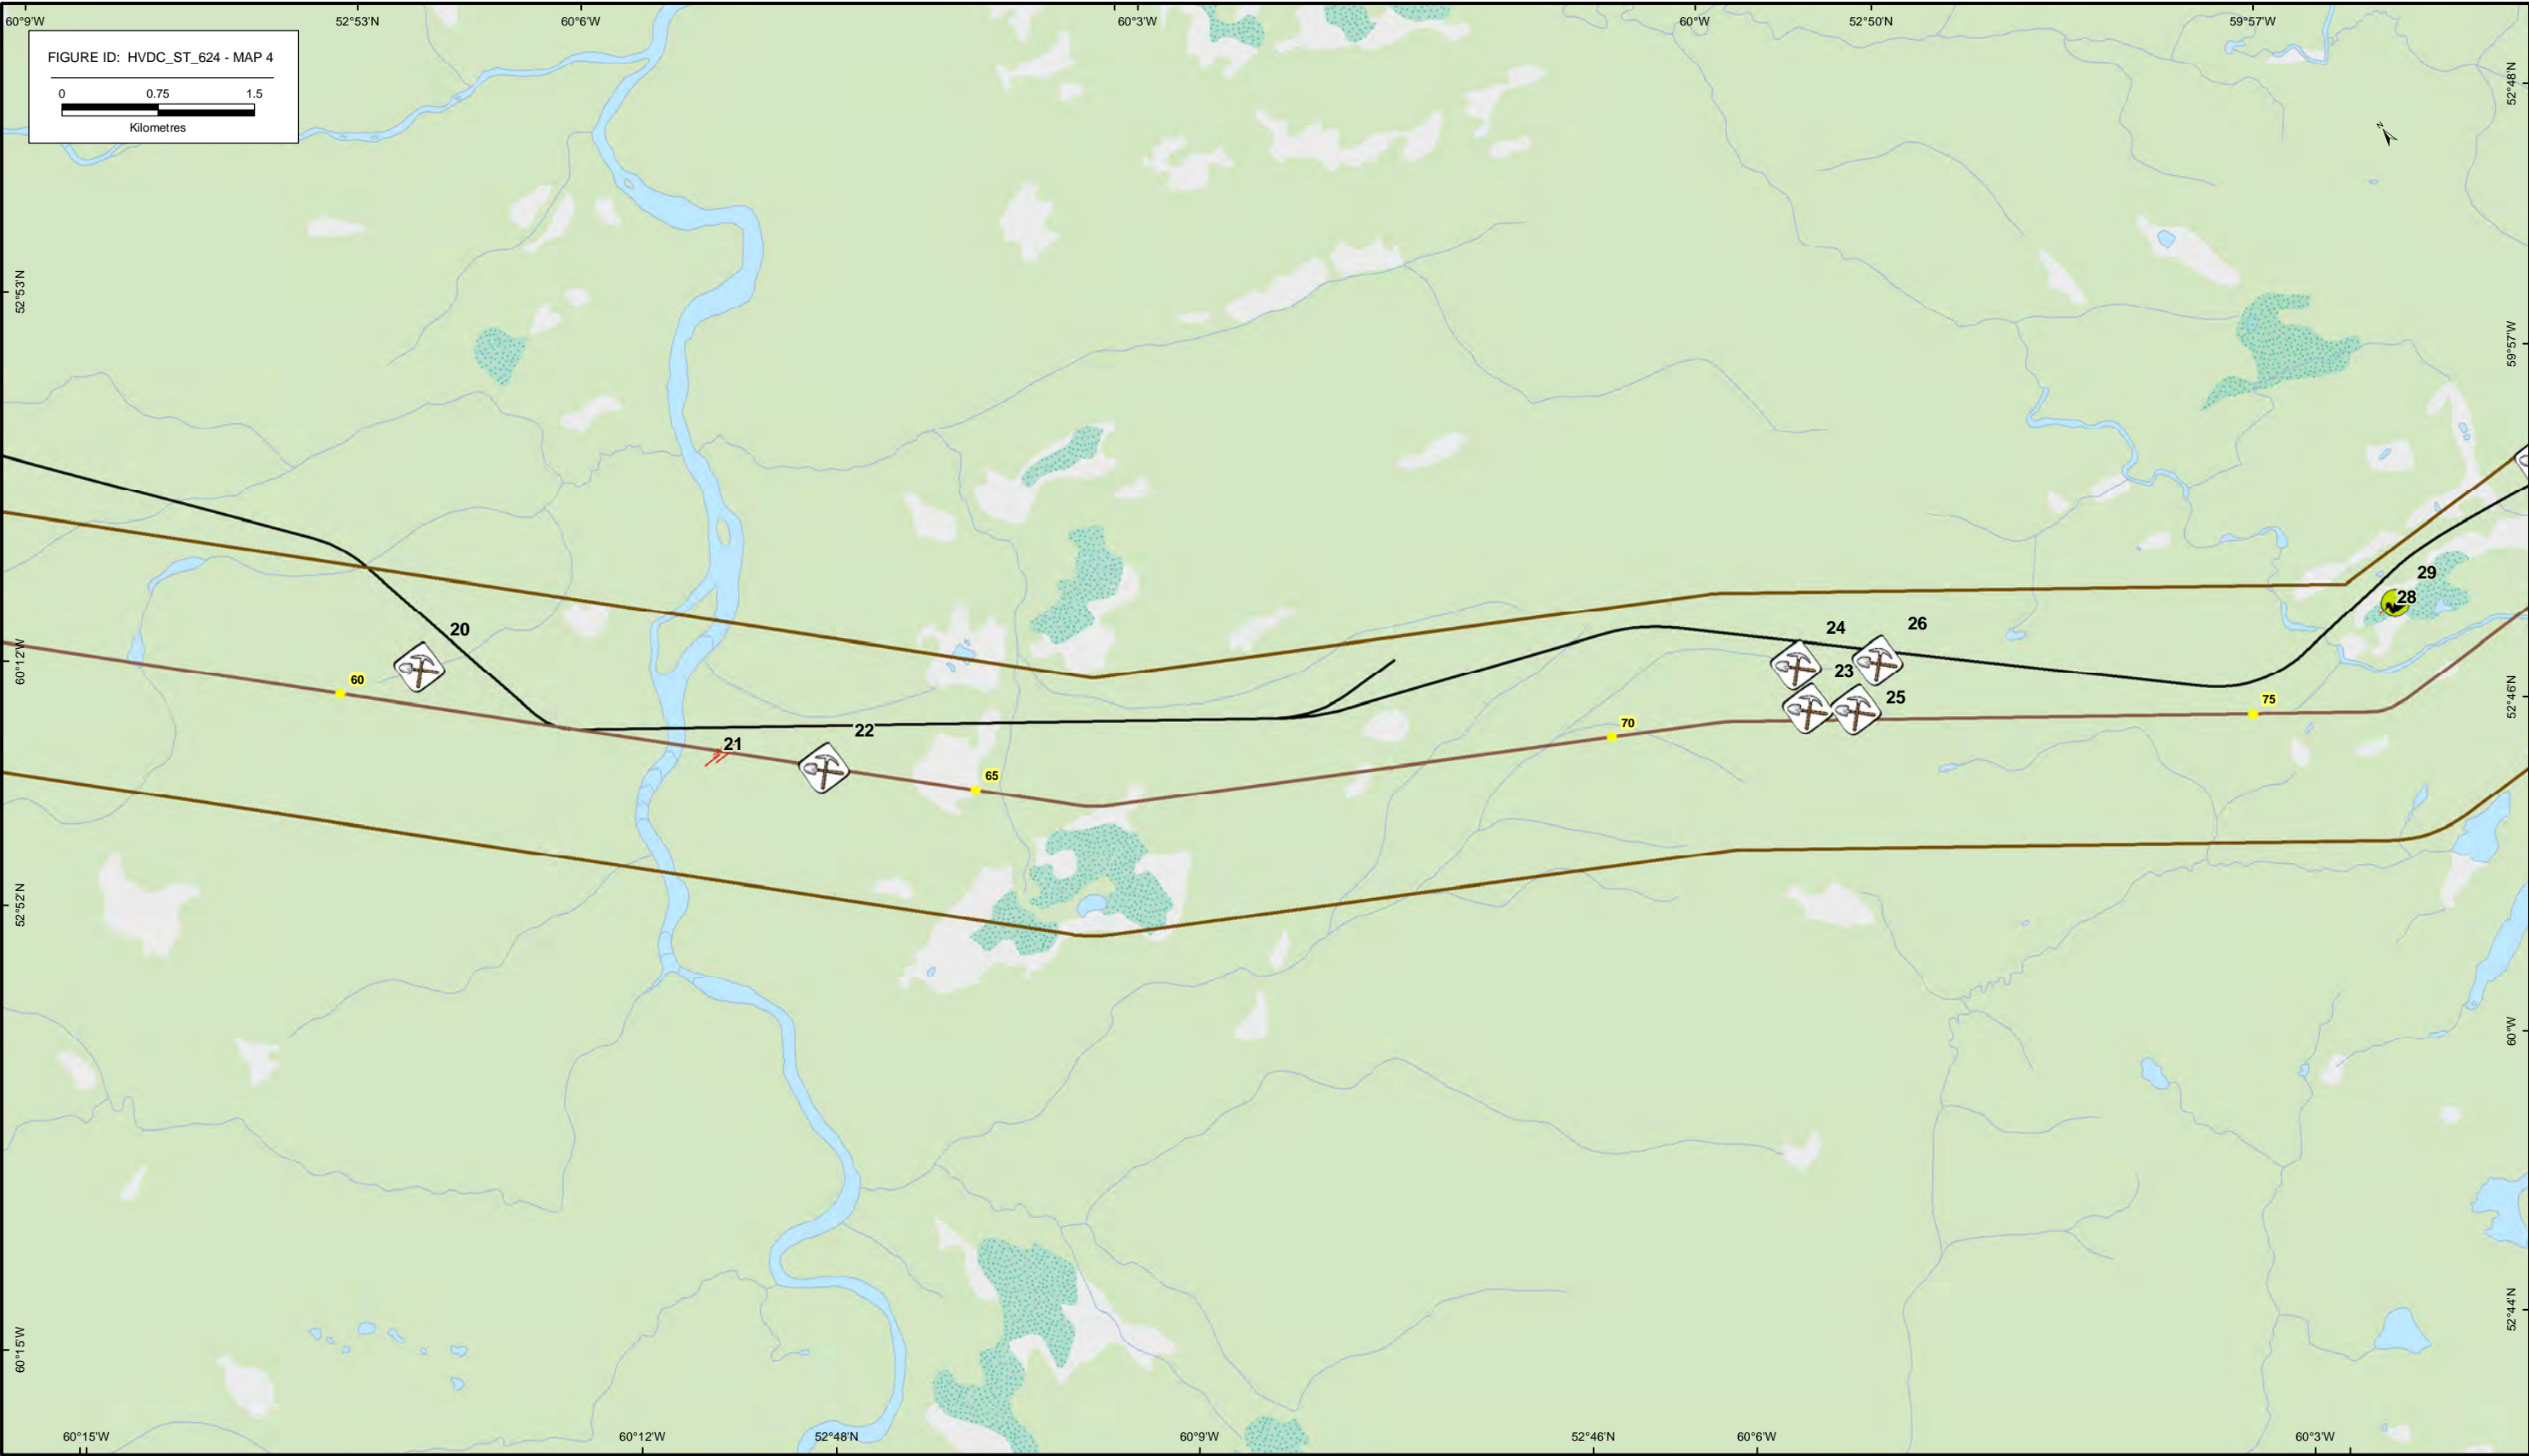 60°9'W
52°53'N
60°6'W
60°3'W
60°W
52°50'N
59°57'W
FIGURE ID: HVDC_ST_624 - MAP 4
0 0.75 1.5
Kilometres
52°48'N
N
52°53'N
59°57'W
29
28
20
24
26
60°12'W
60
23
52°46'N
25
75
70
22
21
65
52°52'N
60°W
52°44'N
60°15'W
60°15'W
60°12'W
52°48'N
60°9'W
52°46'N
60°6'W
60°3'W